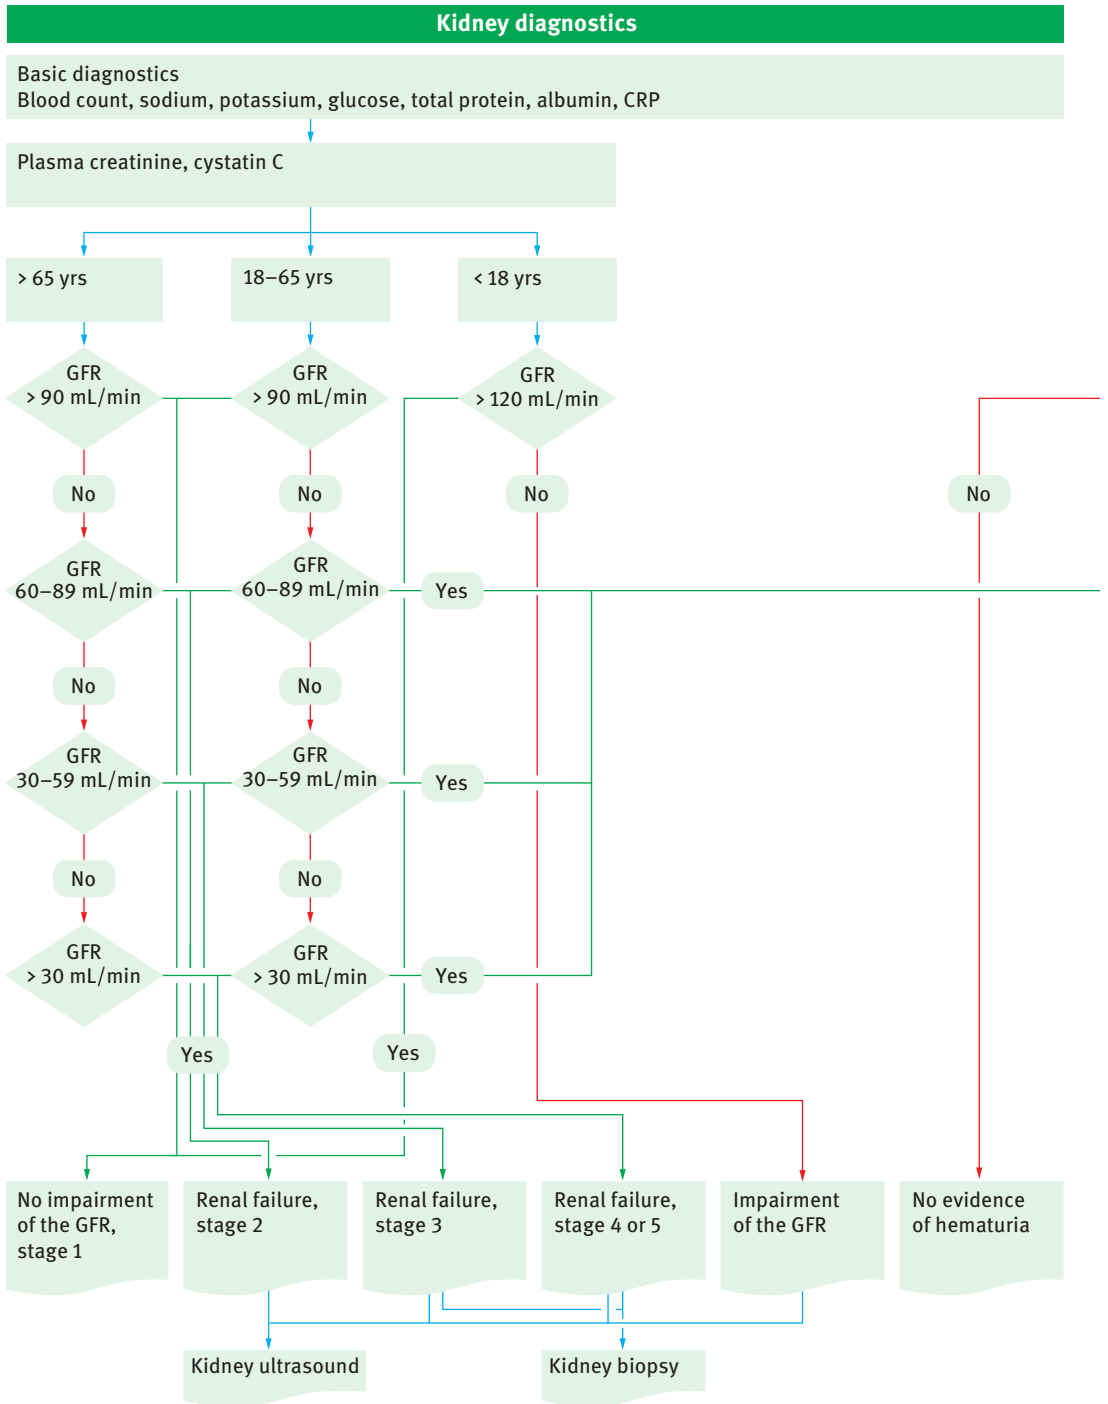 Kidney diagnostics
Basic diagnostics
Blood count, sodium, potassium, glucose, total protein, albumin, CRP
Plasma creatinine, cystatin C
> 65 yrs
18–65 yrs
< 18 yrs
GFR
> 90 mL/min
GFR
> 90 mL/min
GFR
> 120 mL/min
No
No
No
No
GFR
60–89 mL/min
GFR
60–89 mL/min
Yes
No
No
GFR
30–59 mL/min
GFR
30–59 mL/min
Yes
No
No
GFR
> 30 mL/min
GFR
> 30 mL/min
Yes
Yes
Yes
No impairment
of the GFR,
stage 1
Renal failure,
stage 2
Renal failure,
stage 3
Renal failure,
stage 4 or 5
Impairment
of the GFR
No evidence
of hematuria
Kidney ultrasound
Kidney biopsy